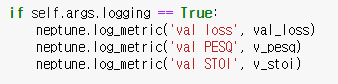 if self.args.logging == True:
    neptune.log_metric('val loss', val_loss)
    neptune.log_metric('val PESQ', v_pesq)
    neptune.log_metric('val STOI', v_stoi)